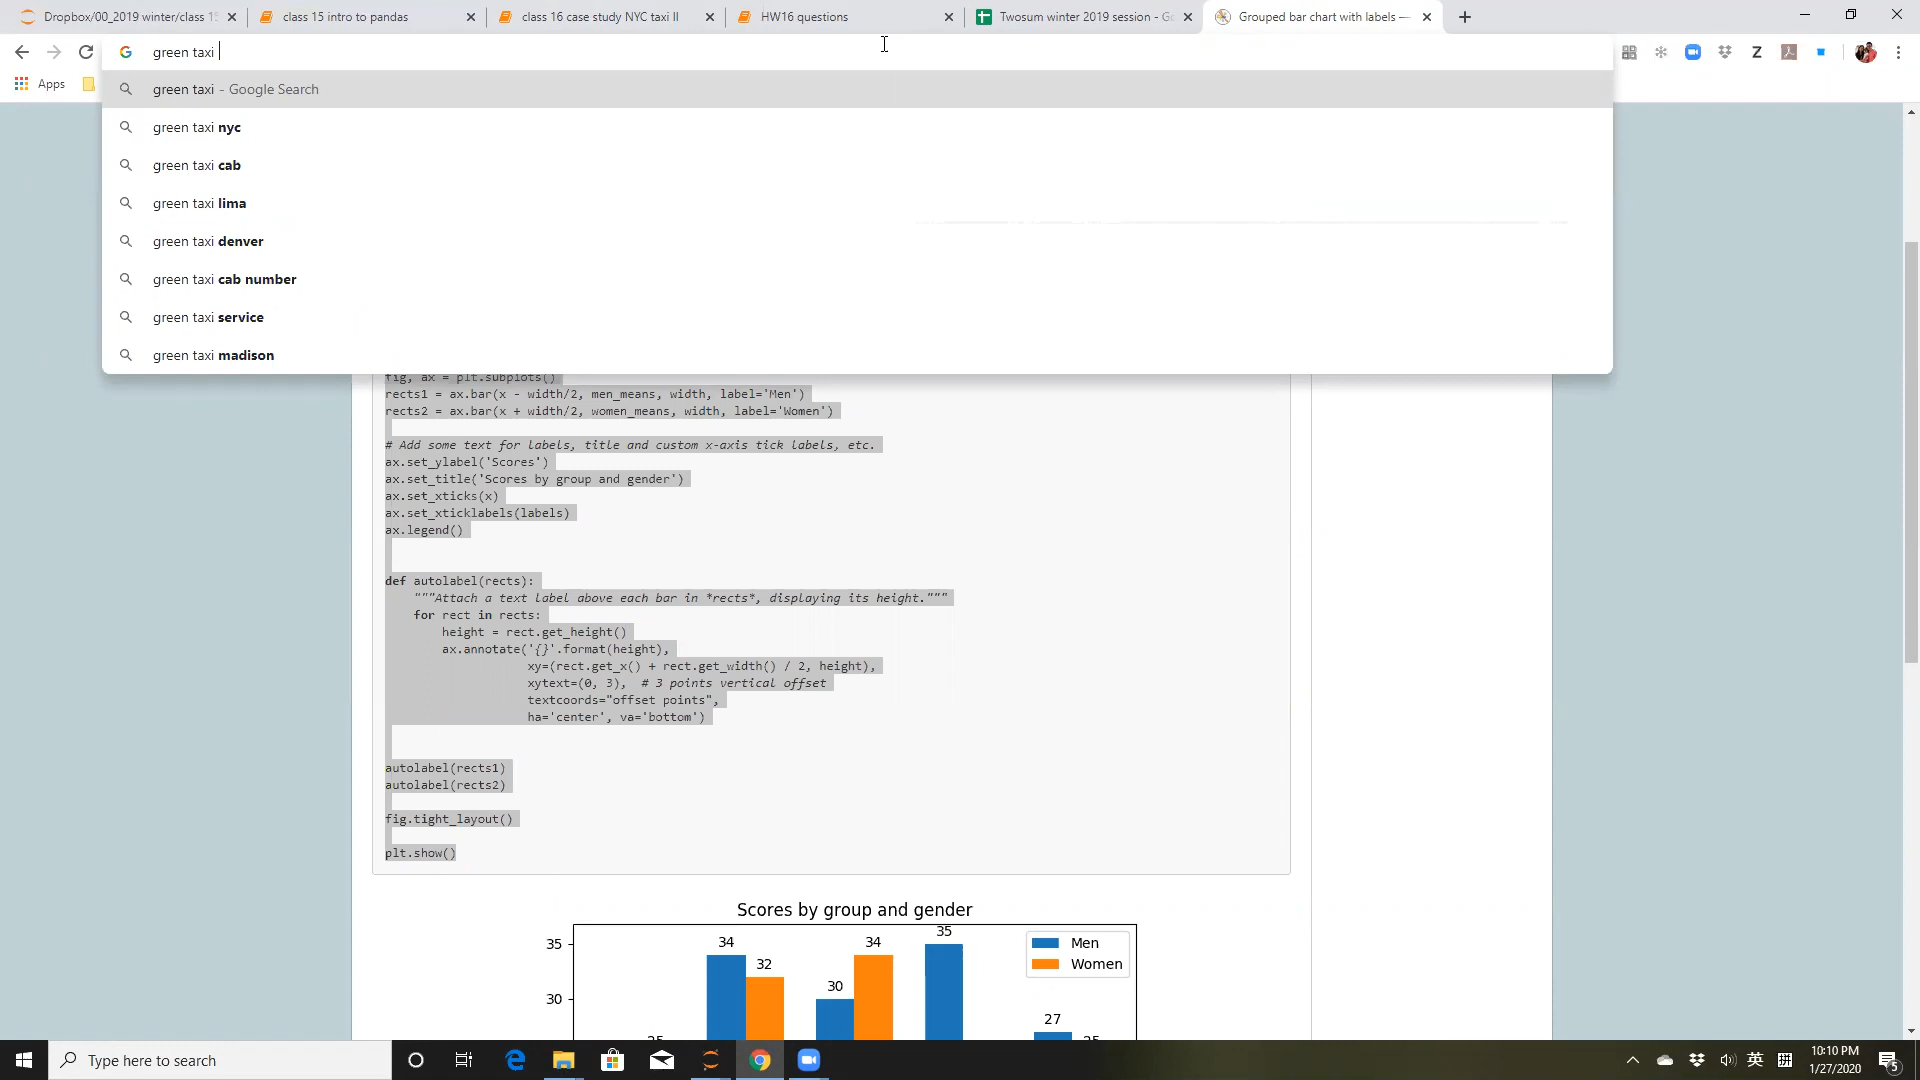 Dropbox/00_2019 winter/class 15
class 15 intro to pandas
class 16 case study NYC taxi II
HW16 questions
Twosum winter 2019 session - Go
Grouped bar chart with labels —
green taxi
Apps
green taxi - Google Search
green taxi nyc
green taxi cab
green taxi lima
green taxi denver
green taxi cab number
green taxi service
green taxi madison
fig, ax = plt.subplots()
rects1 = ax.bar(x - width/2, men_means, width, label='Men')
rects2 = ax.bar(x + width/2, women_means, width, label='Women')
# Add some text for labels, title and custom x-axis tick labels, etc.
ax.set_ylabel('Scores')
ax.set_title('Scores by group and gender')
ax.set_xticks(x)
ax.set_xticklabels(labels)
ax.legend()
def autolabel(rects):
"""Attach a text label above each bar in *rects*, displaying its height."""
for rect in rects:
height = rect.get_height()
ax.annotate('{}'.format(height),
xy=(rect.get_x() + rect.get_width() / 2, height),
xytext=(0, 3),  # 3 points vertical offset
textcoords="offset points",
ha='center', va='bottom')
autolabel(rects1)
autolabel(rects2)
fig.tight_layout()
plt.show()
Scores by group and gender
35
34
32
30
34
35
Men
Women
30
27
25
25
Type here to search
英
拼
10:10 PM
1/27/2020
5